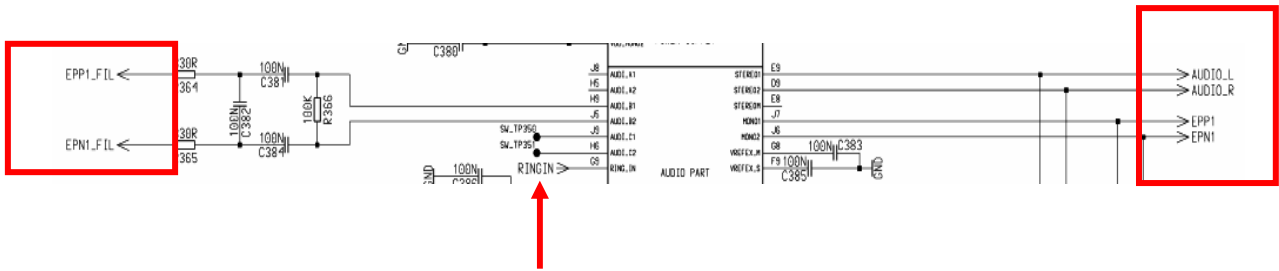 GND
C380
EPP1_FIL
30R
364
100N
C381
100N
C382
100K
R366
EPN1_FIL
30R
365
100N
C384
SW_TP350
SW_TP351
RINGIN
GND
100N
J8 AUDI_A1
H5 AUDI_A2
H9 AUDI_B1
J5 AUDI_B2
J9 AUDI_C1
H6 AUDI_C2
G9 RING_IN
AUDIO PART
STEREO1 E9
STEREO2 D9
STEREOM E8
MONO1 J7
MONO2 J6
VREFEX_M G8
VREFEX_S F9
100N C383
100N
C385
GND
AUDIO_L
AUDIO_R
EPP1
EPN1